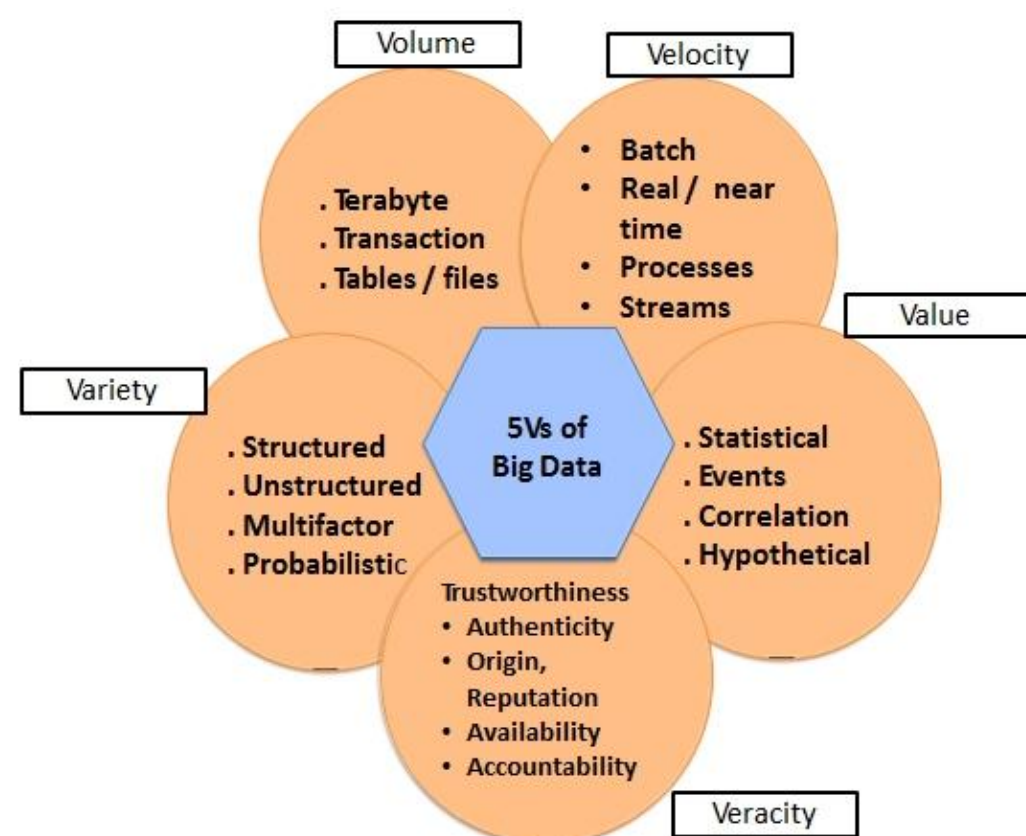 Volume
. Terabyte
. Transaction
. Tables / files
Velocity
• Batch
• Real / near
time
• Processes
• Streams
Value
. Statistical
. Events
. Correlation
. Hypothetical
Variety
. Structured
. Unstructured
. Multifactor
. Probabilistic
5Vs of
Big Data
Trustworthiness
• Authenticity
• Origin,
Reputation
• Availability
• Accountability
Veracity